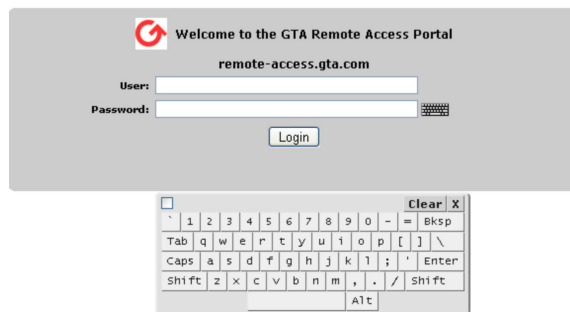 Welcome to the GTA Remote Access Portal
remote-access.gta.com
User:
Password:
Login
Clear X
` 1 2 3 4 5 6 7 8 9 0 - = Bksp
Tab q w e r t y u i o p [ ] \
Caps a s d f g h j k l ; ' Enter
Shift z x c v b n m , . / Shift
Alt